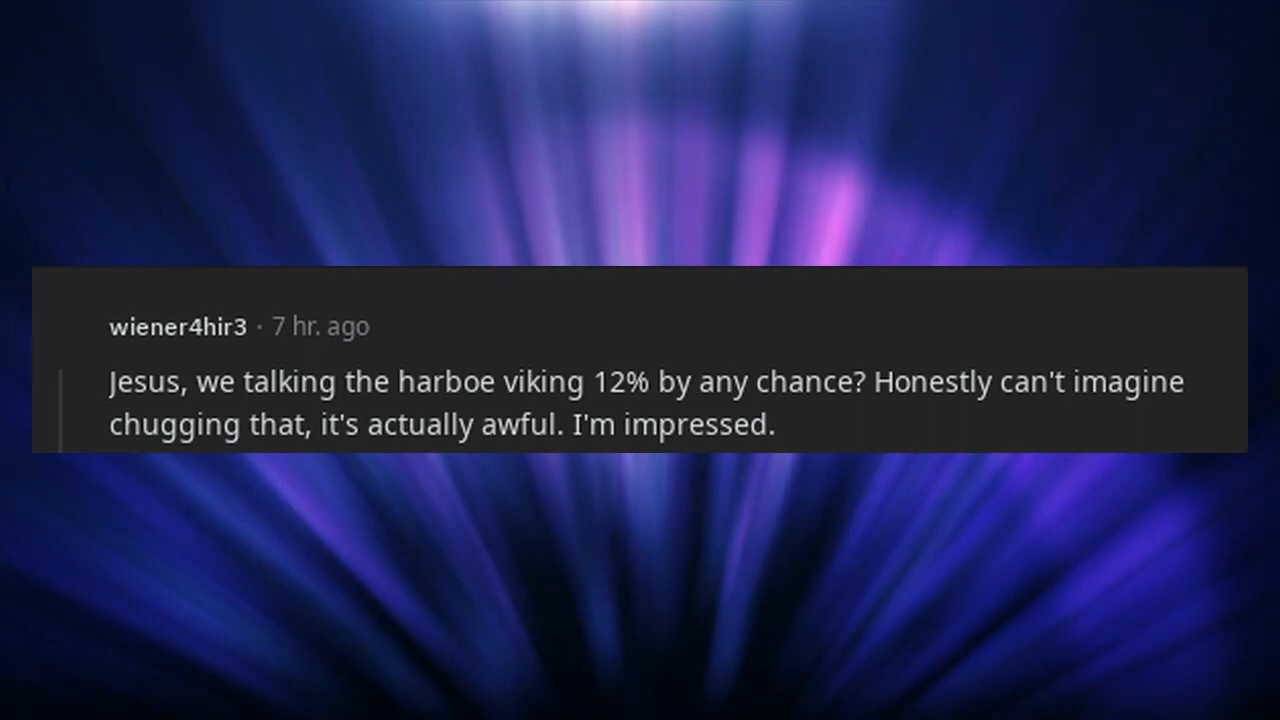 wiener4hir3 · 7 hr. ago
Jesus, we talking the harboe viking 12% by any chance? Honestly can't imagine
chugging that, it's actually awful. I'm impressed.